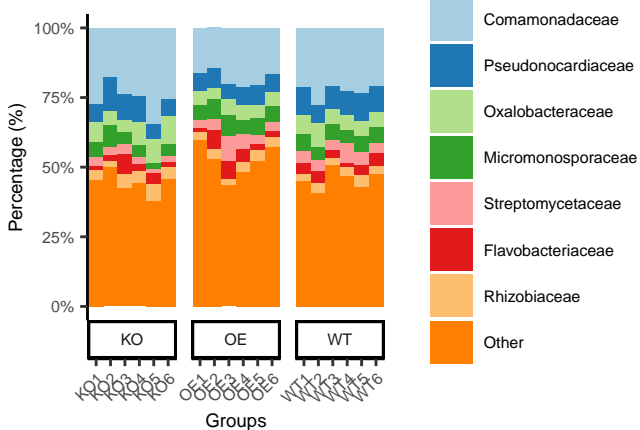 Percentage (%)
100%
75%
50%
25%
0%
KO
OE
WT
KO1
KO2
KO3
KO4
KO5
KO6
OE1
OE2
OE3
OE4
OE5
OE6
WT1
WT2
WT3
WT4
WT5
WT6
Groups
Comamonadaceae
Pseudonocardiaceae
Oxalobacteraceae
Micromonosporaceae
Streptomycetaceae
Flavobacteriaceae
Rhizobiaceae
Other